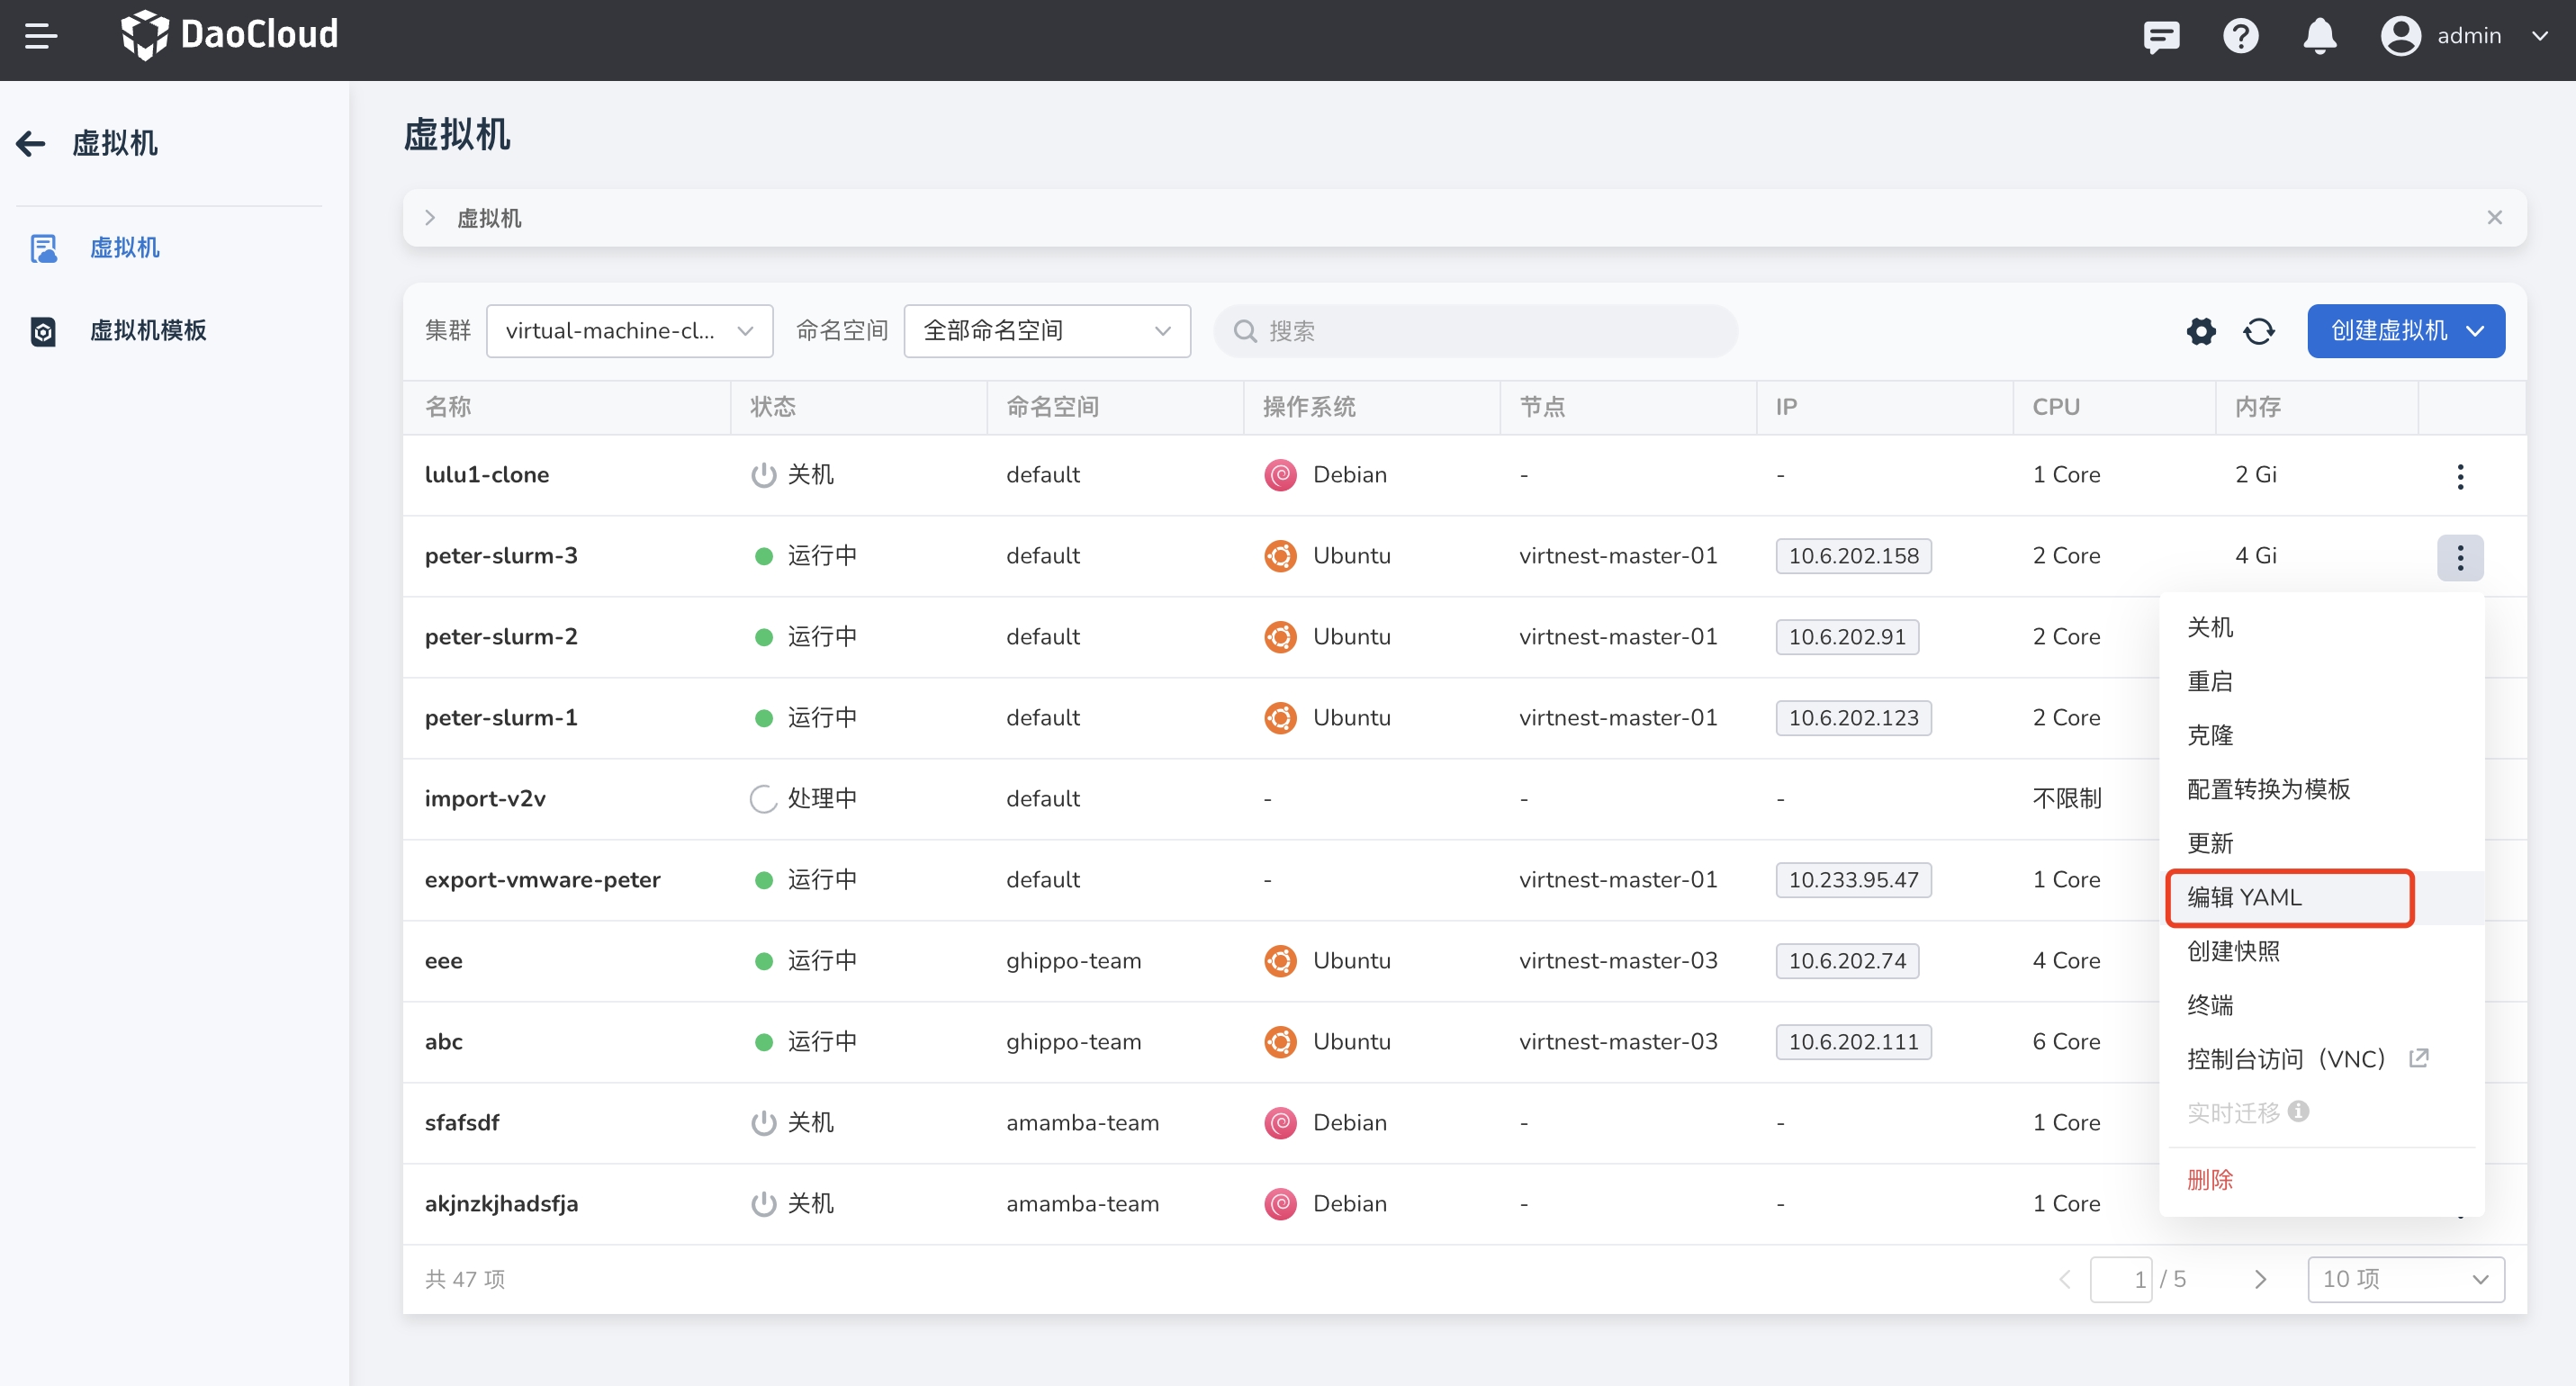 DaoCloud
admin
虚拟机
虚拟机
虚拟机模板
虚拟机
虚拟机
集群 virtual-machine-cl... 命名空间 全部命名空间 搜索 创建虚拟机
名称 状态 命名空间 操作系统 节点 IP CPU 内存
lulu1-clone 关机 default Debian - - 1 Core 2 Gi
peter-slurm-3 运行中 default Ubuntu virtnest-master-01 10.6.202.158 2 Core 4 Gi
peter-slurm-2 运行中 default Ubuntu virtnest-master-01 10.6.202.91 2 Core
peter-slurm-1 运行中 default Ubuntu virtnest-master-01 10.6.202.123 2 Core
import-v2v 处理中 default - - - 不限制
export-vmware-peter 运行中 default - virtnest-master-01 10.233.95.47 1 Core
eee 运行中 ghippo-team Ubuntu virtnest-master-03 10.6.202.74 4 Core
abc 运行中 ghippo-team Ubuntu virtnest-master-03 10.6.202.111 6 Core
sfafsdf 关机 amamba-team Debian - - 1 Core
akjnzkjhadsfja 关机 amamba-team Debian - - 1 Core
关机
重启
克隆
配置转换为模板
更新
编辑 YAML
创建快照
终端
控制台访问（VNC）
实时迁移
删除
共 47 项 1 / 5 10 项